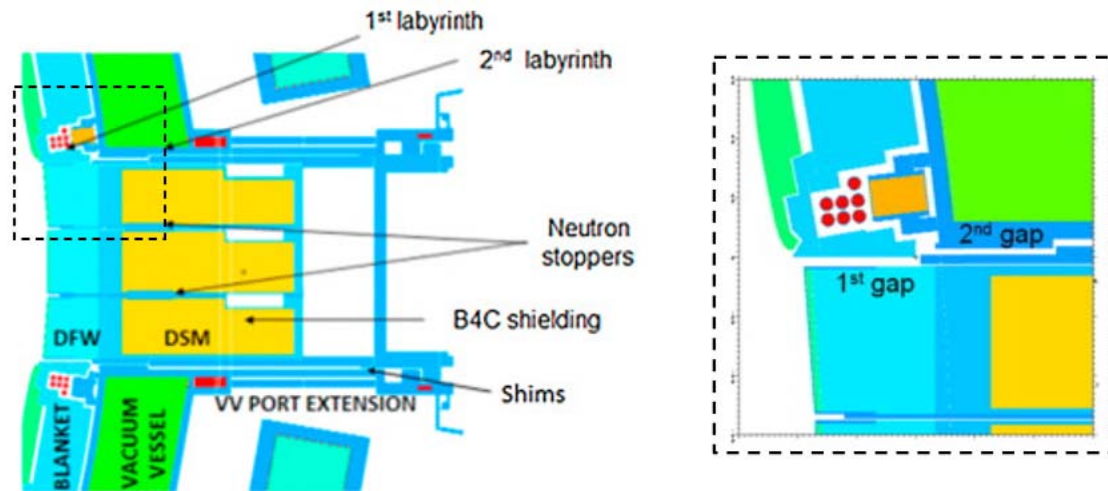 1st labyrinth
2nd labyrinth
Neutron
stoppers
B4C shielding
DFW
DSM
Shims
VV PORT EXTENSION
BLANKET
VACUUM
VESSEL
2nd gap
1st gap